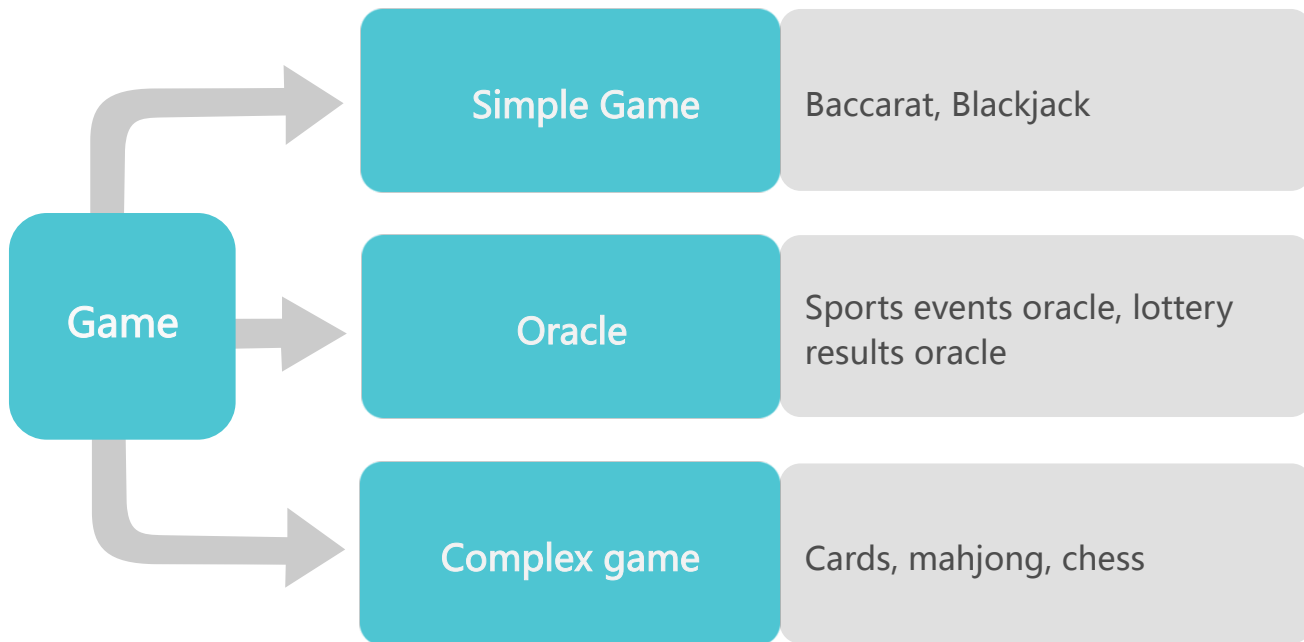 Simple Game
Baccarat, Blackjack
Game
Oracle
Sports events oracle, lottery
results oracle
Complex game
Cards, mahjong, chess